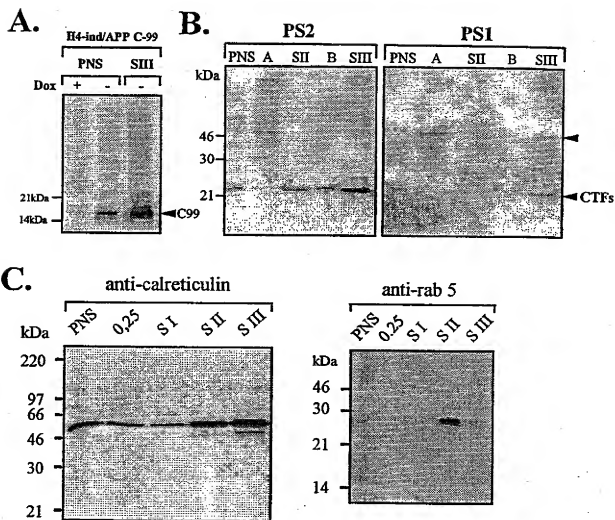 A.
H4-ind/APP C-99
PNS SIII
Dox + - -
21kDa
14kDa
C99
B.
PS2 PS1
PNS A SII B SIII PNS A SII B SIII
kDa
46
30
21
CTFs
C.
anti-calreticulin
kDa PNS 0,25 S I S II S III
220
97
66
46
30
21
anti-rab 5
kDa PNS 0,25 S I S II S III
46
30
21
14